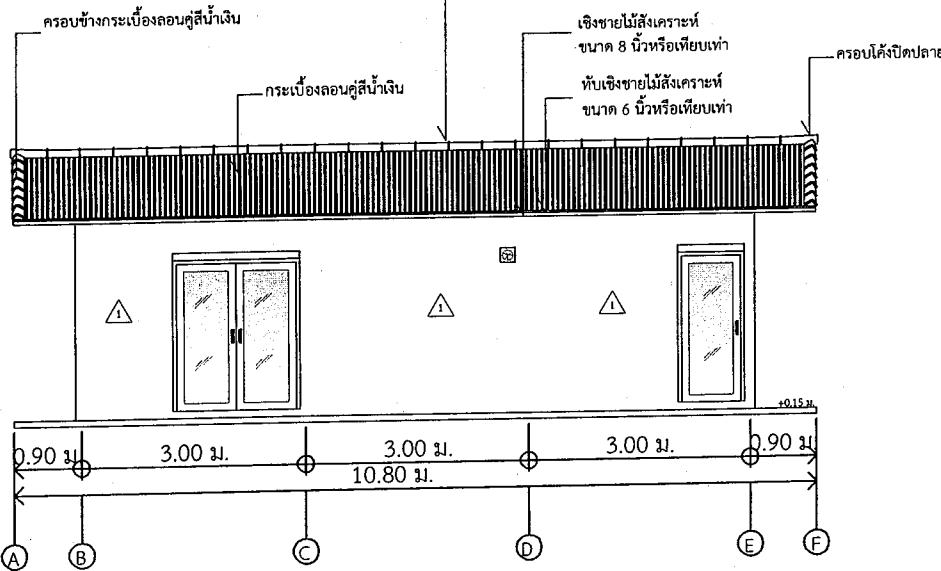 ครอบข้างกระเบื้องลอนคู่สีน้ำเงิน
เชิงชายไม้สังเคราะห์
ขนาด 8 นิ้วหรือเทียบเท่า
ครอบโค้งปิดปลาย
กระเบื้องลอนคู่สีน้ำเงิน
ทับเชิงชายไม้สังเคราะห์
ขนาด 6 นิ้วหรือเทียบเท่า
1
1
1
+0.15 ม.
0.90 ม
3.00 ม.
3.00 ม.
3.00 ม.
0.90 ม
10.80 ม.
A
B
C
D
E
F